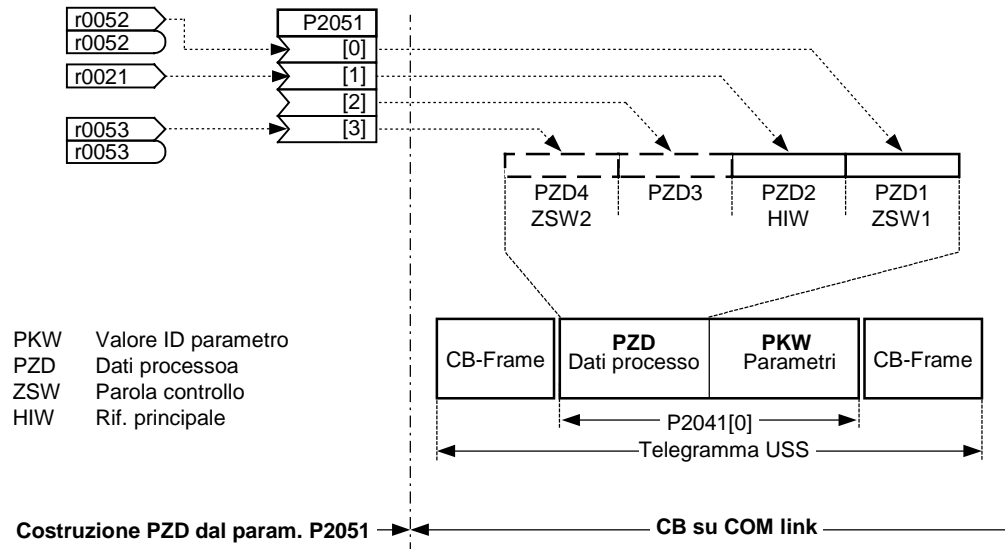 r0052
r0052
r0021
r0053
r0053
P2051
[0]
[1]
[2]
[3]
PZD4
ZSW2
PZD3
PZD2
HIW
PZD1
ZSW1
PKW Valore ID parametro
PZD Dati processoa
ZSW Parola controllo
HIW Rif. principale
CB-Frame
PZD
Dati processo
PKW
Parametri
CB-Frame
P2041[0]
Telegramma USS
Costruzione PZD dal param. P2051
CB su COM link